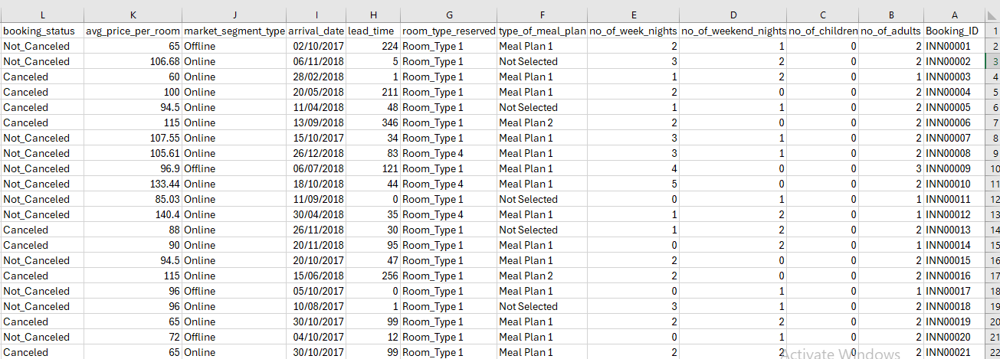 L K J I H G F E D C B A
booking_status avg_price_per_room market_segment_type arrival_date lead_time room_type_reserved type_of_meal_plan no_of_week_nights no_of_weekend_nights no_of_children no_of_adults Booking_ID 1
Not_Canceled 65 Offline 02/10/2017 224 Room_Type 1 Meal Plan 1 2 1 0 2 INN00001 2
Not_Canceled 106.68 Online 06/11/2018 5 Room_Type 1 Not Selected 3 2 0 2 INN00002 3
Canceled 60 Online 28/02/2018 1 Room_Type 1 Meal Plan 1 1 2 0 1 INN00003 4
Canceled 100 Online 20/05/2018 211 Room_Type 1 Meal Plan 1 2 0 0 2 INN00004 5
Canceled 94.5 Online 11/04/2018 48 Room_Type 1 Not Selected 1 1 0 2 INN00005 6
Canceled 115 Online 13/09/2018 346 Room_Type 1 Meal Plan 2 2 0 0 2 INN00006 7
Not_Canceled 107.55 Online 15/10/2017 34 Room_Type 1 Meal Plan 1 3 1 0 2 INN00007 8
Not_Canceled 105.61 Online 26/12/2018 83 Room_Type 4 Meal Plan 1 3 1 0 2 INN00008 9
Not_Canceled 96.9 Offline 06/07/2018 121 Room_Type 1 Meal Plan 1 4 0 0 3 INN00009 10
Not_Canceled 133.44 Online 18/10/2018 44 Room_Type 4 Meal Plan 1 5 0 0 2 INN00010 11
Not_Canceled 85.03 Online 11/09/2018 0 Room_Type 1 Not Selected 0 1 0 1 INN00011 12
Not_Canceled 140.4 Online 30/04/2018 35 Room_Type 4 Meal Plan 1 1 2 0 1 INN00012 13
Canceled 88 Online 26/11/2018 30 Room_Type 1 Not Selected 1 2 0 2 INN00013 14
Canceled 90 Online 20/11/2018 95 Room_Type 1 Meal Plan 1 0 2 0 1 INN00014 15
Not_Canceled 94.5 Online 20/10/2017 47 Room_Type 1 Meal Plan 1 2 0 0 2 INN00015 16
Canceled 115 Online 15/06/2018 256 Room_Type 1 Meal Plan 2 2 0 0 2 INN00016 17
Not_Canceled 96 Offline 05/10/2017 0 Room_Type 1 Meal Plan 1 0 1 0 1 INN00017 18
Not_Canceled 96 Online 10/08/2017 1 Room_Type 1 Not Selected 3 1 0 2 INN00018 19
Canceled 65 Online 30/10/2017 99 Room_Type 1 Meal Plan 1 2 2 0 2 INN00019 20
Not_Canceled 72 Offline 04/10/2017 12 Room_Type 1 Meal Plan 1 0 1 0 2 INN00020 21
Canceled 65 Online 30/10/2017 99 Room_Type 1 Meal Plan 1 2 2 0 2 INN00021 22
Activate Windows